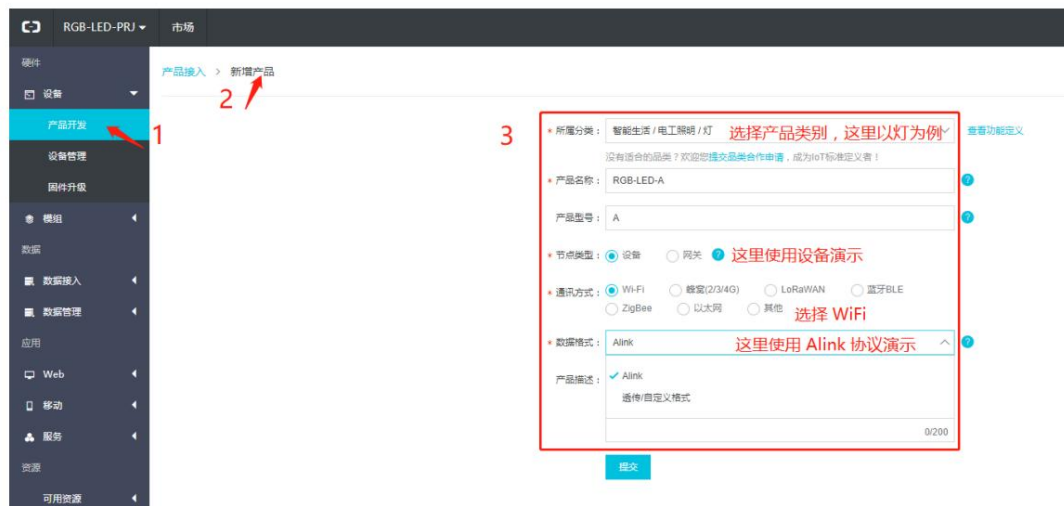 RGB-LED-PRJ 市场
硬件
设备
产品开发
设备管理
固件升级
模组
数据
数据接入
数据管理
应用
Web
移动
服务
资源
可用资源
产品接入 > 新增产品
1
2
3
* 所属分类： 智能生活 / 电工照明 / 灯 选择产品类别，这里以灯为例 查看功能定义
没有适合的品类？欢迎您提交品类合作申请，成为IoT标准定义者！
* 产品名称： RGB-LED-A
产品型号： A
* 节点类型： 设备 网关 这里使用设备演示
* 通讯方式： Wi-Fi 蜂窝(2/3/4G) LoRaWAN 蓝牙BLE
ZigBee 以太网 其他 选择 WiFi
* 数据格式： Alink 这里使用 Alink 协议演示
产品描述： Alink
透传/自定义格式
0/200
提交